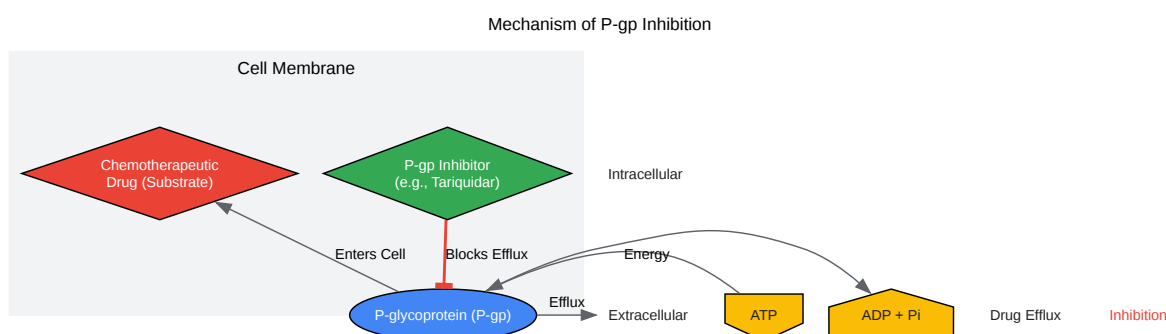 Mechanism of P-gp Inhibition
Cell Membrane
Chemotherapeutic
Drug (Substrate)
P-gp Inhibitor
(e.g., Tariquidar)
Intracellular
Enters Cell
Blocks Efflux
Energy
Efflux
P-glycoprotein (P-gp)
Extracellular
ATP
ADP + Pi
Drug Efflux
Inhibition